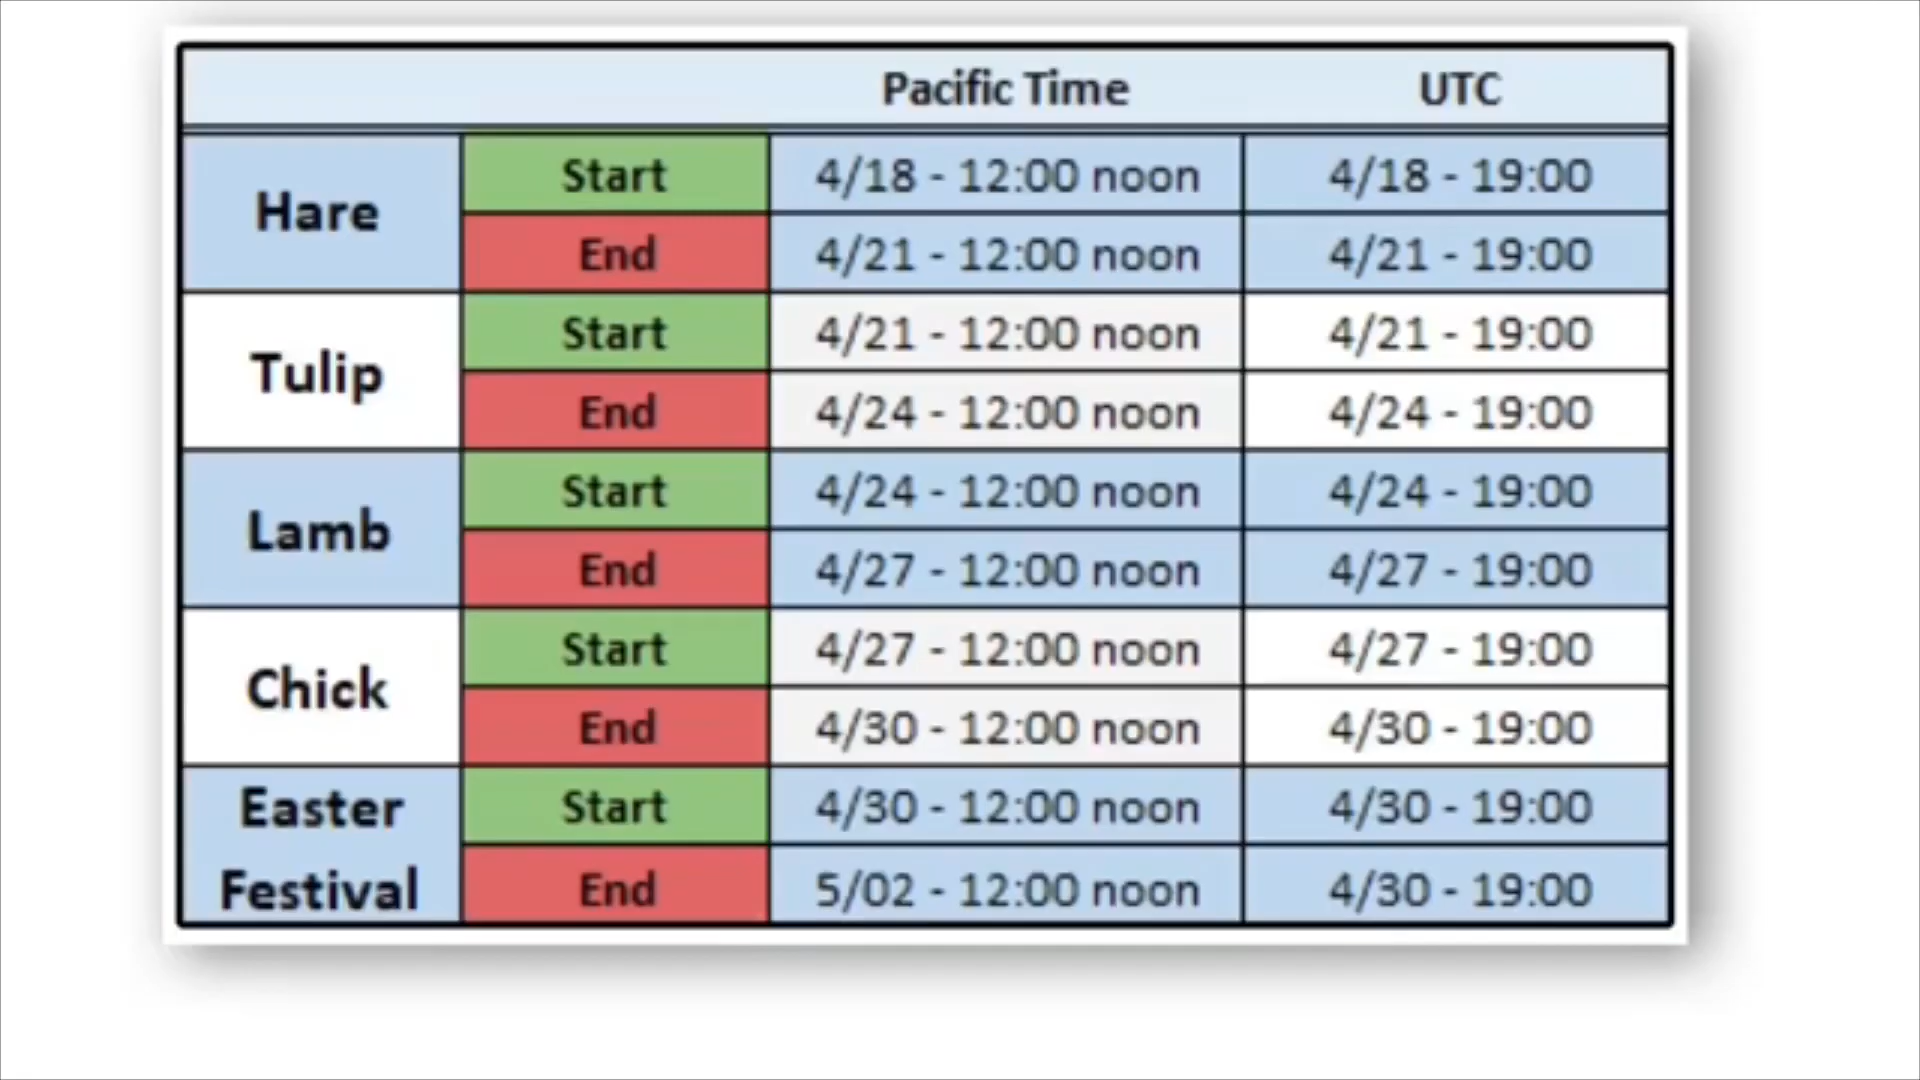 Pacific Time UTC
Hare Start 4/18 - 12:00 noon 4/18 - 19:00
End 4/21 - 12:00 noon 4/21 - 19:00
Tulip Start 4/21 - 12:00 noon 4/21 - 19:00
End 4/24 - 12:00 noon 4/24 - 19:00
Lamb Start 4/24 - 12:00 noon 4/24 - 19:00
End 4/27 - 12:00 noon 4/27 - 19:00
Chick Start 4/27 - 12:00 noon 4/27 - 19:00
End 4/30 - 12:00 noon 4/30 - 19:00
Easter Start 4/30 - 12:00 noon 4/30 - 19:00
Festival End 5/02 - 12:00 noon 4/30 - 19:00